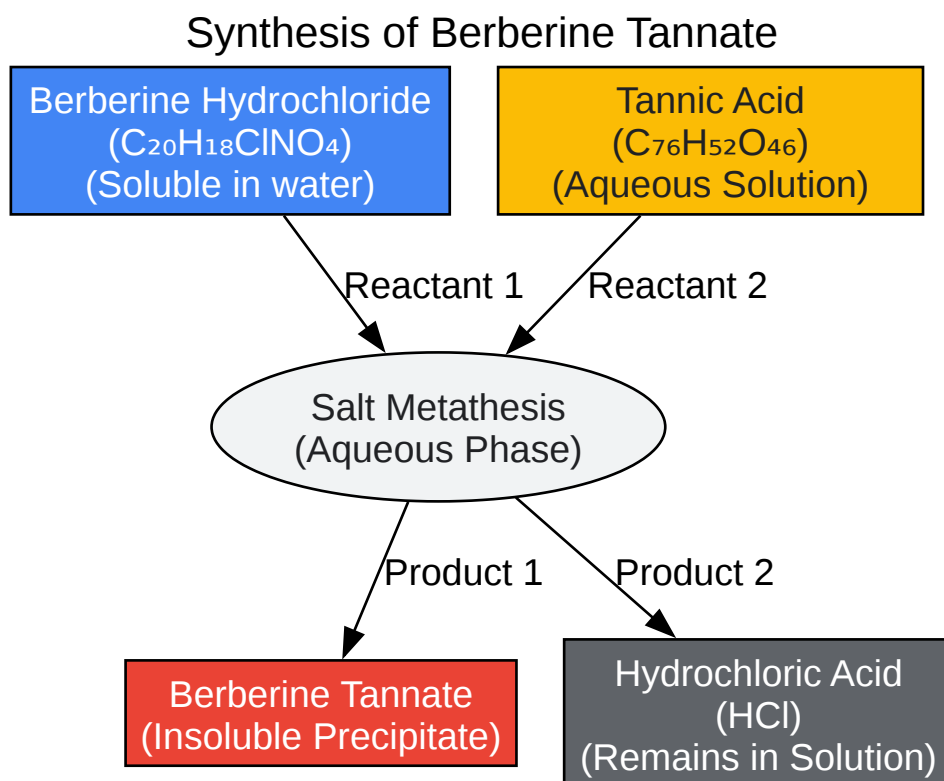 Synthesis of Berberine Tannate
Berberine Hydrochloride
(C₂₀H₁₈ClNO₄)
(Soluble in water)
Tannic Acid
(C₇₆H₅₂O₄₆)
(Aqueous Solution)
Reactant 1
Reactant 2
Salt Metathesis
(Aqueous Phase)
Product 1
Product 2
Berberine Tannate
(Insoluble Precipitate)
Hydrochloric Acid
(HCl)
(Remains in Solution)